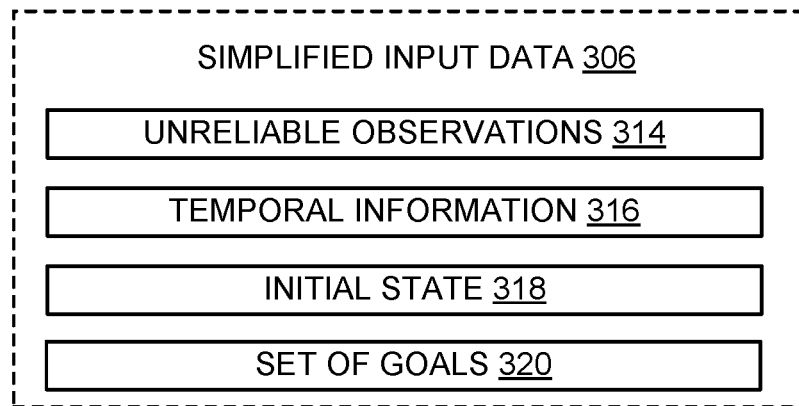 SIMPLIFIED INPUT DATA 306
UNRELIABLE OBSERVATIONS 314
TEMPORAL INFORMATION 316
INITIAL STATE 318
SET OF GOALS 320